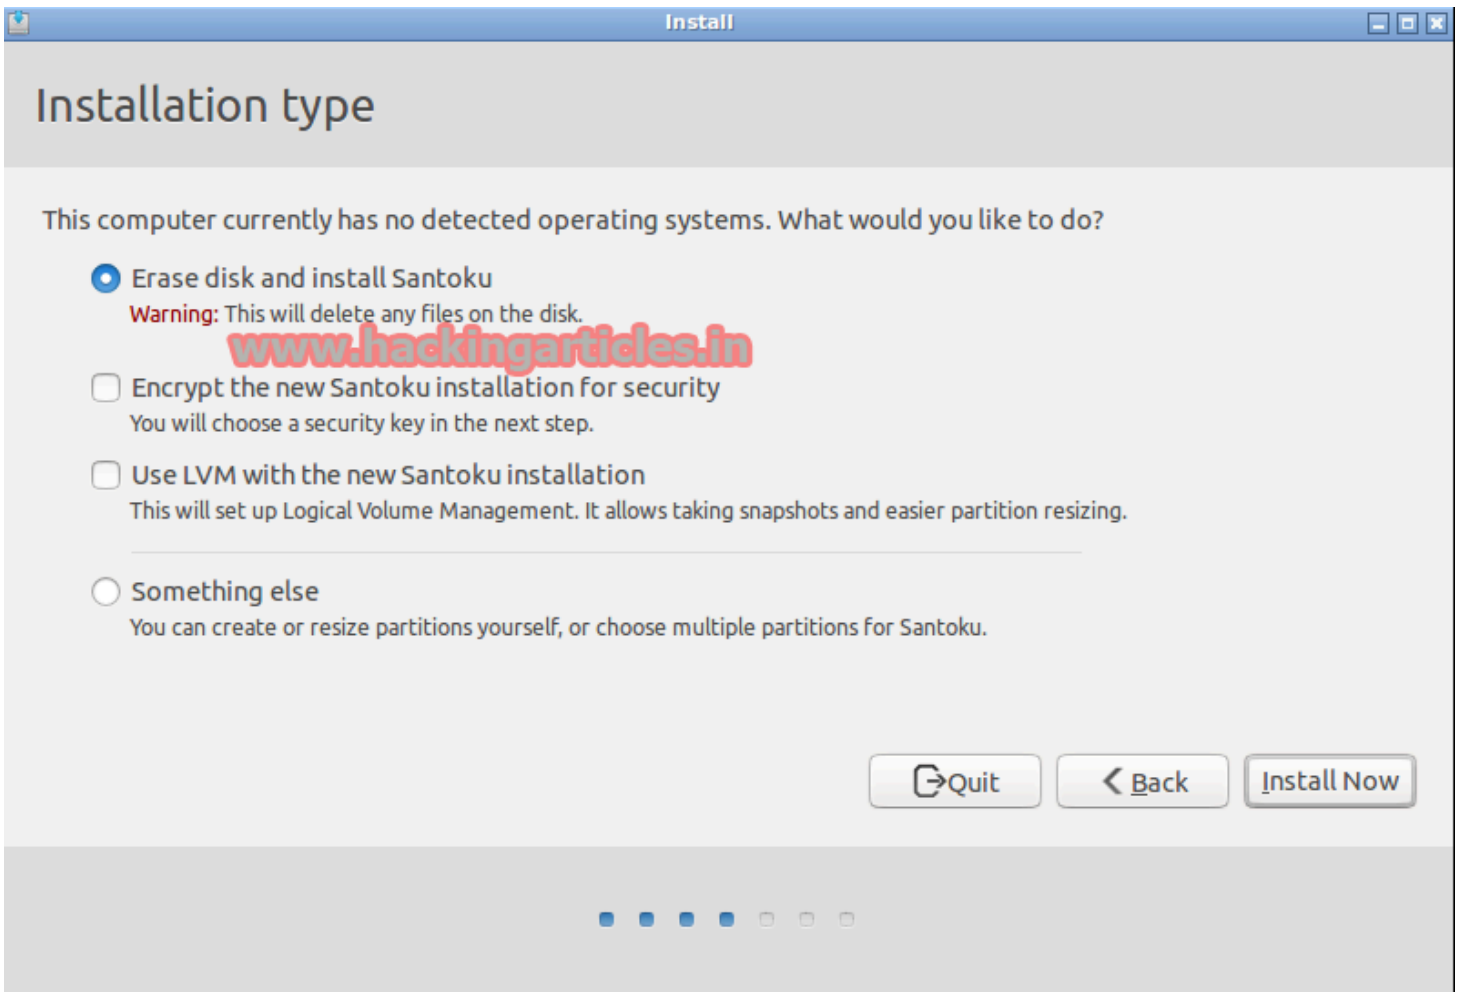 Install
Installation type
This computer currently has no detected operating systems. What would you like to do?
Erase disk and install Santoku
Warning: This will delete any files on the disk.
www.hackingarticles.in
Encrypt the new Santoku installation for security
You will choose a security key in the next step.
Use LVM with the new Santoku installation
This will set up Logical Volume Management. It allows taking snapshots and easier partition resizing.
Something else
You can create or resize partitions yourself, or choose multiple partitions for Santoku.
Quit
Back
Install Now